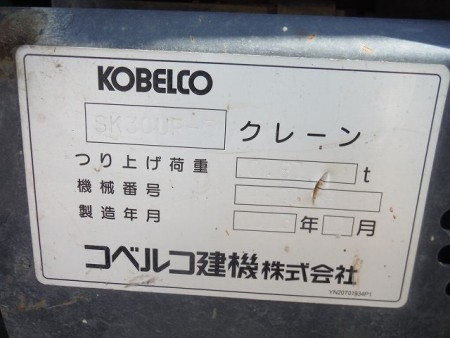 KOBELCO
SK30UR クレーン
つり上げ荷重 t
機械番号
製造年月 年 月
コベルコ建機株式会社